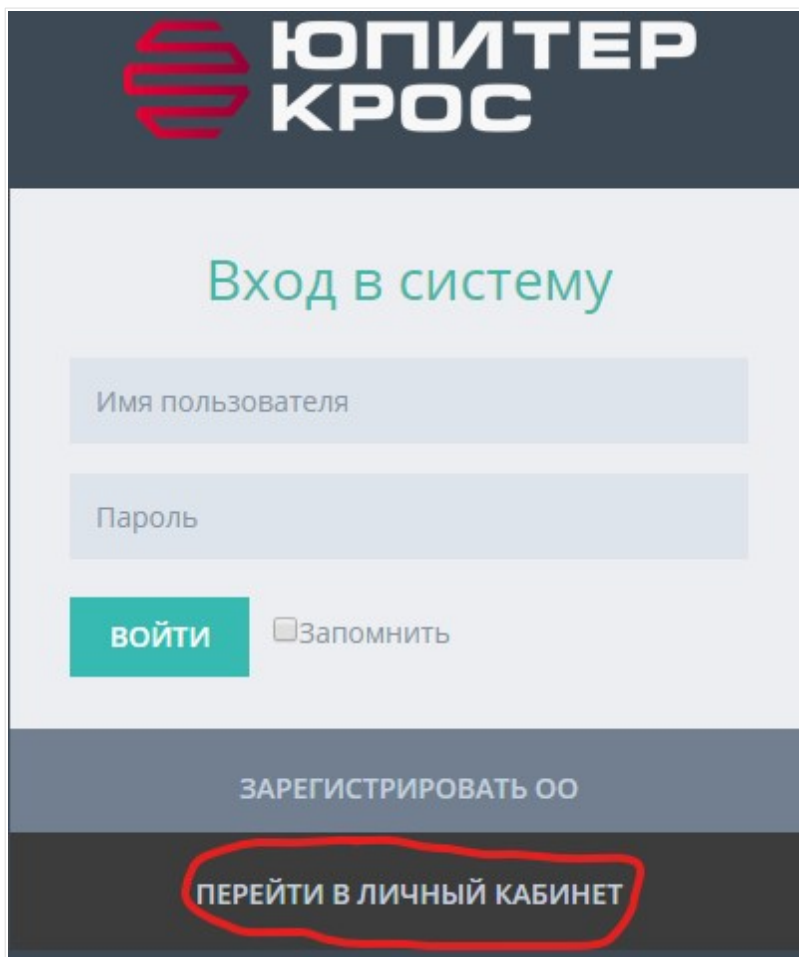 ЮПИТЕР
КРОС
Вход в систему
Имя пользователя
Пароль
ВОЙТИ Запомнить
ЗАРЕГИСТРИРОВАТЬ ОО
ПЕРЕЙТИ В ЛИЧНЫЙ КАБИНЕТ